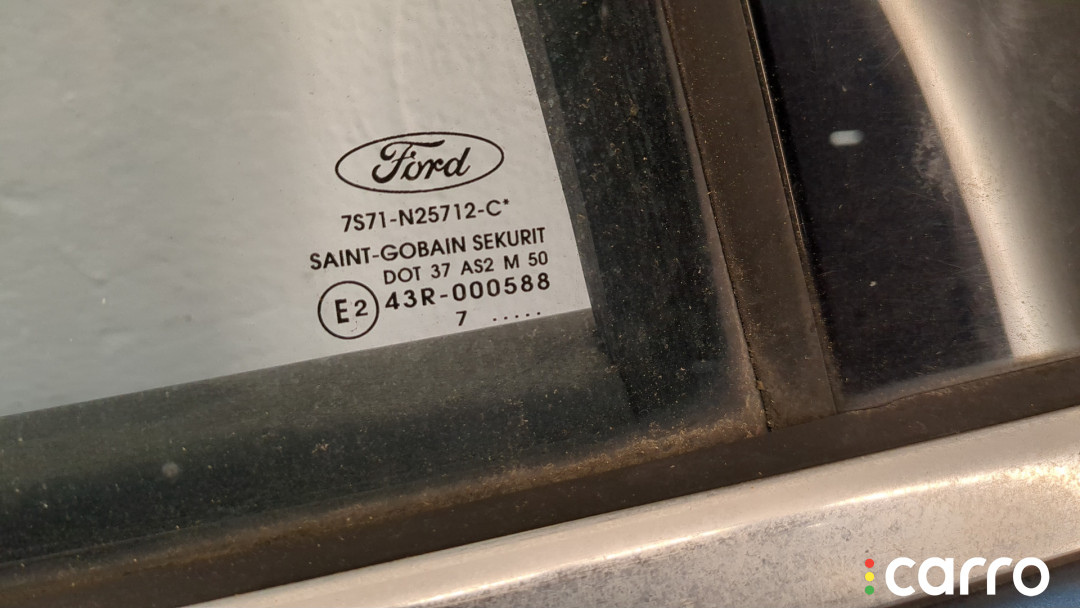 Ford
7S71-N25712-C*
SAINT-GOBAIN SEKURIT
DOT 37 AS2 M 50
E2 43R-000588
7 .....
carro